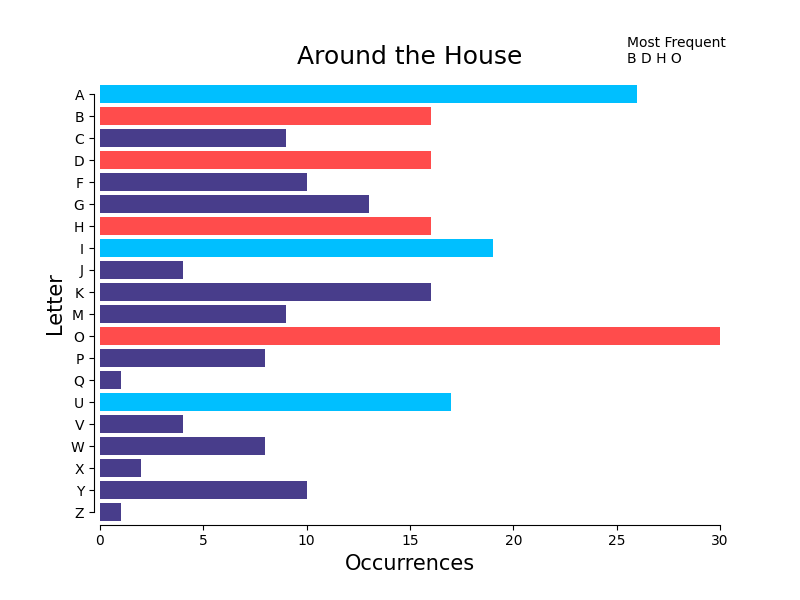 Around the House
Most Frequent
B D H O
A
B
C
D
F
G
H
I
J
K
M
O
P
Q
U
V
W
X
Y
Z
Letter
0 5 10 15 20 25 30
Occurrences